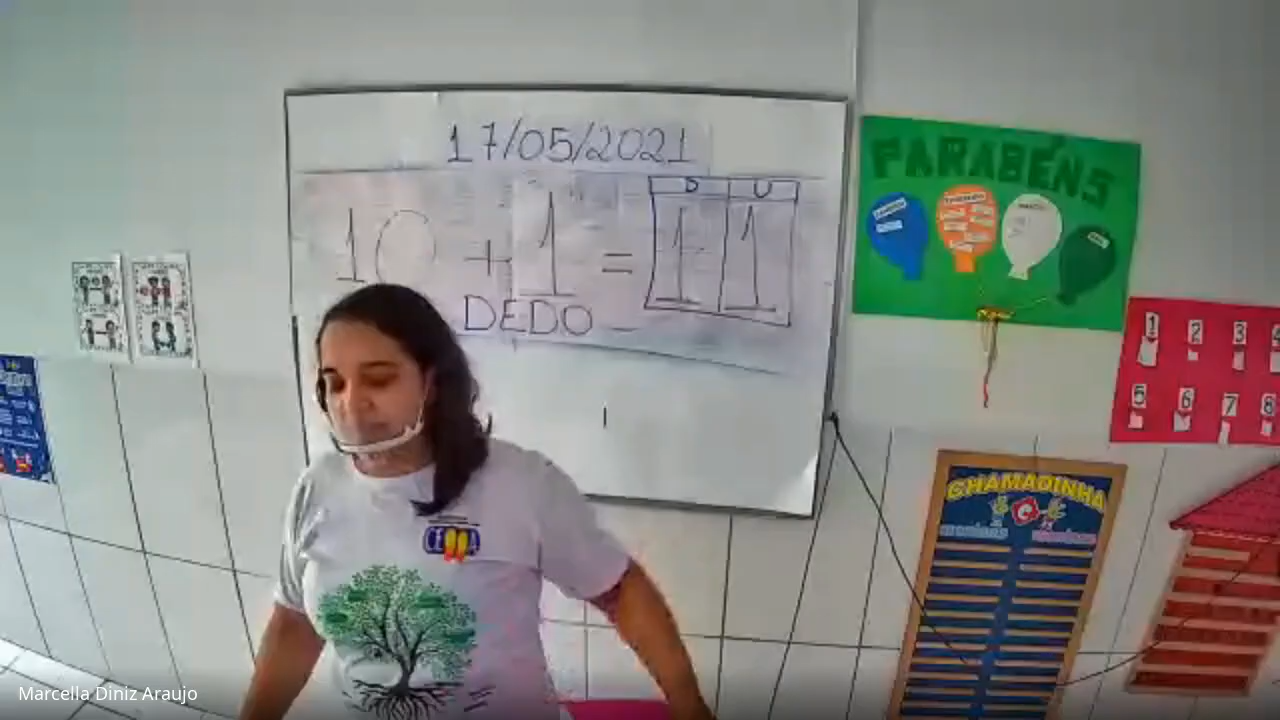 17/05/2021
D U
10 + 1 = 11
DEDO
PARABÉNS
1 2 3 4
5 6 7 8
CHAMADINHA
Marcella Diniz Araujo